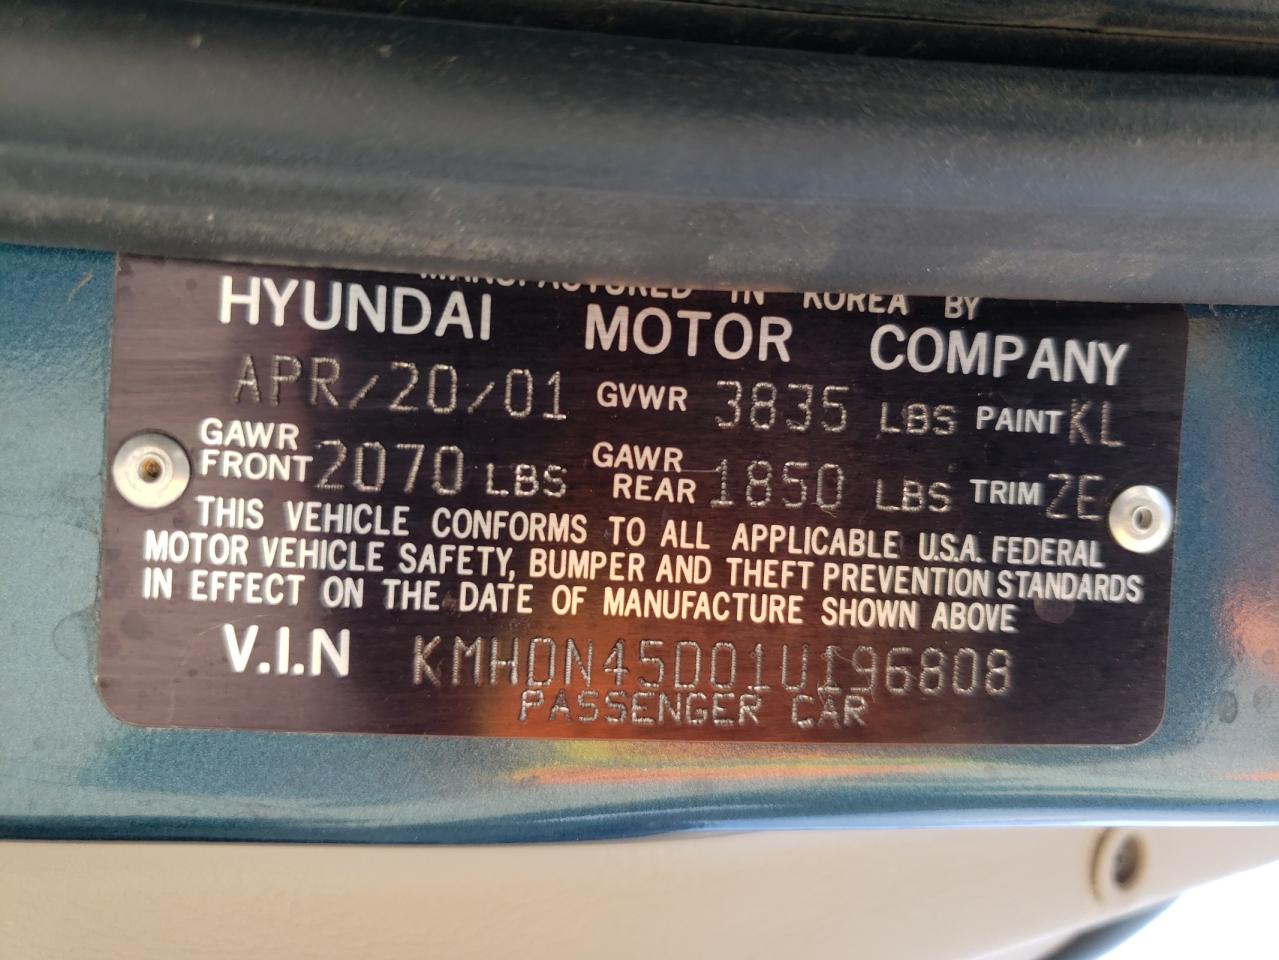 MANUFACTURED IN KOREA BY
HYUNDAI MOTOR COMPANY
APR/20/01 GVWR 3835 LBS PAINT KL
GAWR FRONT 2070 LBS GAWR REAR 1850 LBS TRIM ZE
THIS VEHICLE CONFORMS TO ALL APPLICABLE U.S.A. FEDERAL
MOTOR VEHICLE SAFETY, BUMPER AND THEFT PREVENTION STANDARDS
IN EFFECT ON THE DATE OF MANUFACTURE SHOWN ABOVE
V.I.N KMHDN45D01U196808
PASSENGER CAR